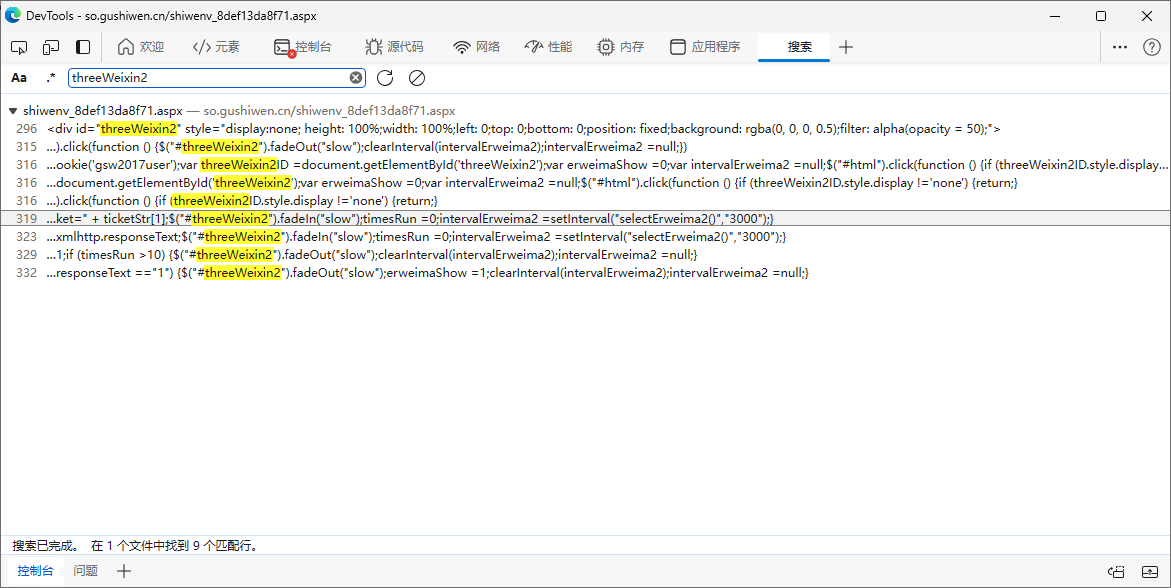 DevTools - so.gushiwen.cn/shiwenv_8def13da8f71.aspx
欢迎 元素 控制台 源代码 网络 性能 内存 应用程序 搜索
Aa .* threeWeixin2
shiwenv_8def13da8f71.aspx — so.gushiwen.cn/shiwenv_8def13da8f71.aspx
296 <div id="threeWeixin2" style="display:none; height: 100%;width: 100%;left: 0;top: 0;bottom: 0;position: fixed;background: rgba(0, 0, 0, 0.5);filter: alpha(opacity = 50);">
315 ...).click(function () {$("#threeWeixin2").fadeOut("slow");clearInterval(intervalErweima2);intervalErweima2 =null;})
316 ...ookie('gsw2017user');var threeWeixin2ID =document.getElementById('threeWeixin2');var erweimaShow =0;var intervalErweima2 =null;$("#html").click(function () {if (threeWeixin2ID.style.display...
316 ...document.getElementById('threeWeixin2');var erweimaShow =0;var intervalErweima2 =null;$("#html").click(function () {if (threeWeixin2ID.style.display !='none') {return;}
316 ...).click(function () {if (threeWeixin2ID.style.display !='none') {return;}
319 ...ket=" + ticketStr[1];$("#threeWeixin2").fadeIn("slow");timesRun =0;intervalErweima2 =setInterval("selectErweima2()","3000");}
323 ...xmlhttp.responseText;$("#threeWeixin2").fadeIn("slow");timesRun =0;intervalErweima2 =setInterval("selectErweima2()","3000");}
329 ...1;if (timesRun >10) {$("#threeWeixin2").fadeOut("slow");clearInterval(intervalErweima2);intervalErweima2 =null;}
332 ...responseText =="1") {$("#threeWeixin2").fadeOut("slow");erweimaShow =1;clearInterval(intervalErweima2);intervalErweima2 =null;}
搜索已完成。 在 1 个文件中找到 9 个匹配行。
控制台 问题